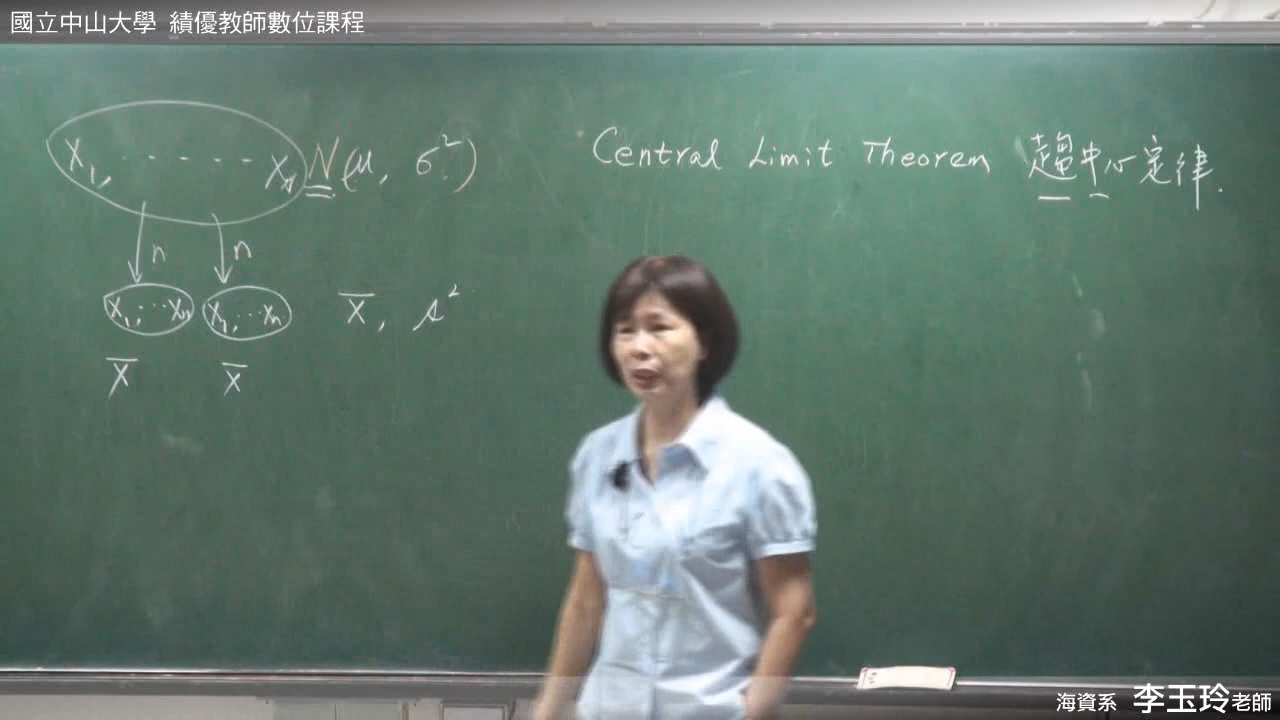 國立中山大學 績優教師數位課程
X₁, ----- X_N N(μ, σ²)
Central Limit Theorem 趨中心定律.
n n
X₁, ... Xₙ X₁, ... Xₙ X̄, s²
X̄ X̄
海資系 李玉玲老師